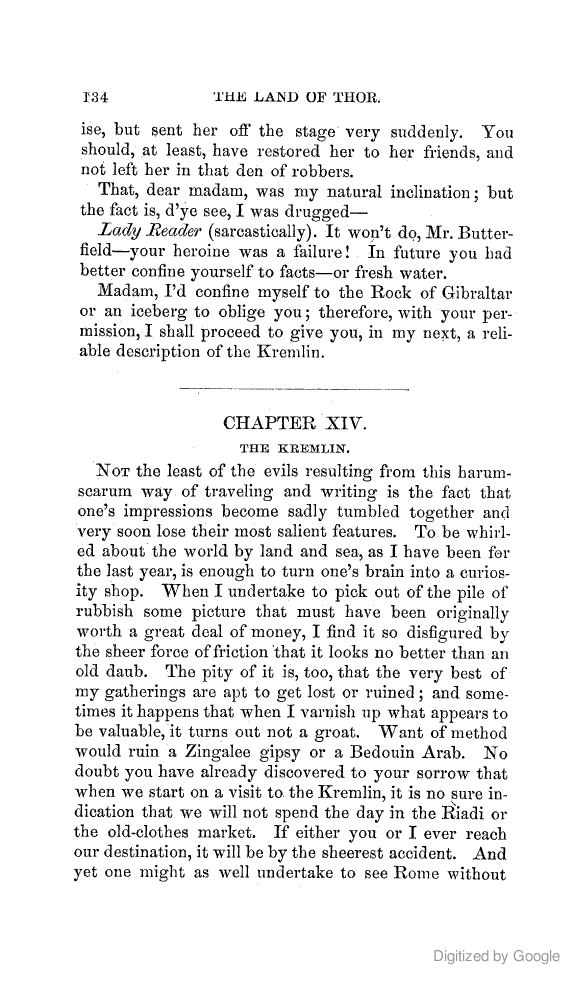 134 THE LAND OF THOR.
ise, but sent her off the stage very suddenly. You
should, at least, have restored her to her friends, and
not left her in that den of robbers.
That, dear madam, was my natural inclination; but
the fact is, d'ye see, I was drugged—
Lady Reader (sarcastically). It won't do, Mr. Butter-
field—your heroine was a failure! In future you had
better confine yourself to facts—or fresh water.
Madam, I'd confine myself to the Rock of Gibraltar
or an iceberg to oblige you; therefore, with your per-
mission, I shall proceed to give you, in my next, a reli-
able description of the Kremlin.
CHAPTER XIV.
THE KREMLIN.
NOT the least of the evils resulting from this harum-
scarum way of traveling and writing is the fact that
one's impressions become sadly tumbled together and
very soon lose their most salient features. To be whirl-
ed about the world by land and sea, as I have been for
the last year, is enough to turn one's brain into a curios-
ity shop. When I undertake to pick out of the pile of
rubbish some picture that must have been originally
worth a great deal of money, I find it so disfigured by
the sheer force of friction that it looks no better than an
old daub. The pity of it is, too, that the very best of
my gatherings are apt to get lost or ruined; and some-
times it happens that when I varnish up what appears to
be valuable, it turns out not a groat. Want of method
would ruin a Zingalee gipsy or a Bedouin Arab. No
doubt you have already discovered to your sorrow that
when we start on a visit to the Kremlin, it is no sure in-
dication that we will not spend the day in the Riadi or
the old-clothes market. If either you or I ever reach
our destination, it will be by the sheerest accident. And
yet one might as well undertake to see Rome without
Digitized by Google